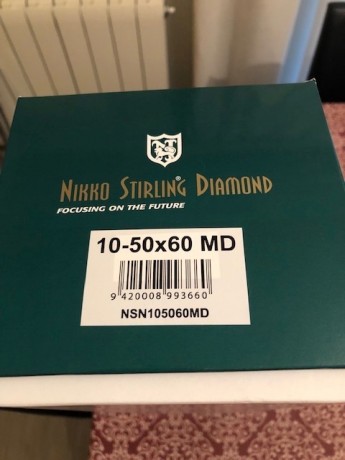 NIKKO STIRLING® DIAMOND
FOCUSING ON THE FUTURE
10-50x60 MD
9 420008 993660
NSN105060MD